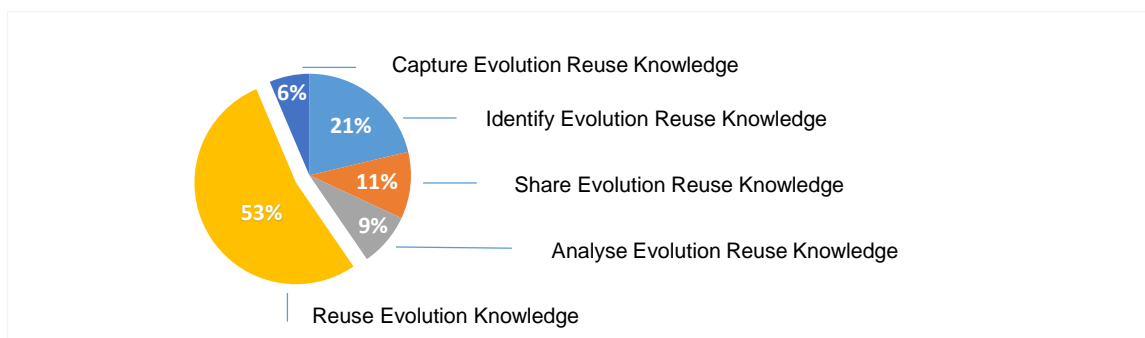 Capture Evolution Reuse Knowledge
6%
Identify Evolution Reuse Knowledge
21%
Share Evolution Reuse Knowledge
11%
53%
9%
Analyse Evolution Reuse Knowledge
Reuse Evolution Knowledge